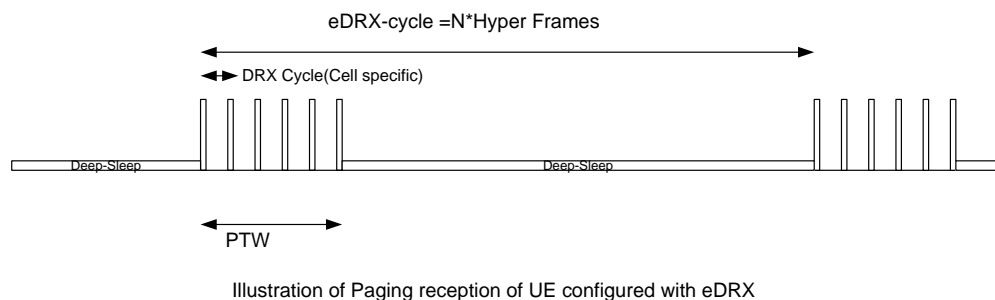 eDRX-cycle =N*Hyper Frames
DRX Cycle(Cell specific)
Deep-Sleep
Deep-Sleep
PTW
Illustration of Paging reception of UE configured with eDRX